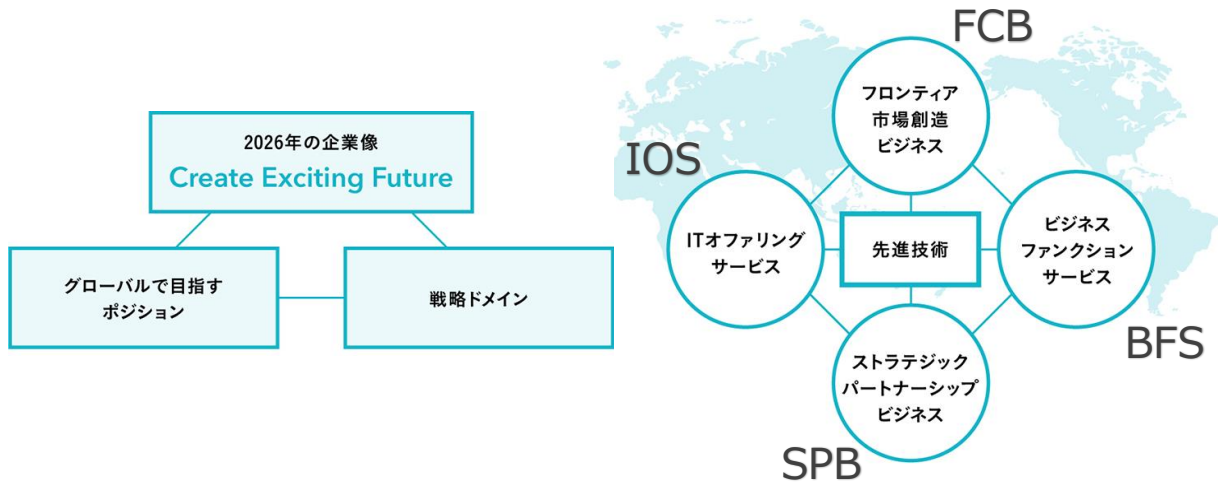 2026年の企業像
Create Exciting Future
グローバルで目指す
ポジション
戦略ドメイン
FCB
フロンティア
市場創造
ビジネス
IOS
ITオファリング
サービス
先進技術
ビジネス
ファンクション
サービス
BFS
ストラテジック
パートナーシップ
ビジネス
SPB